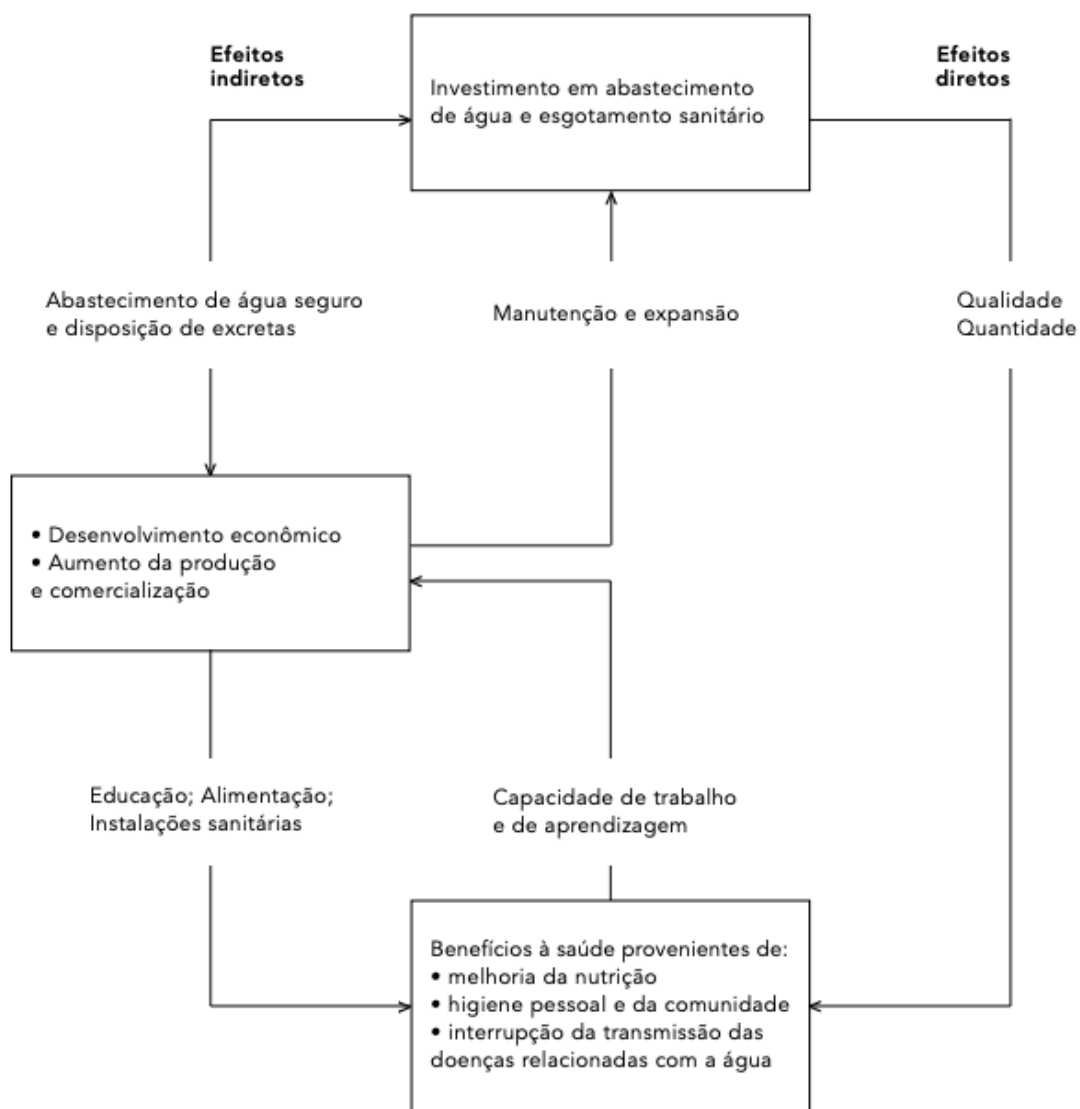 Efeitos
indiretos
Efeitos
diretos
Investimento em abastecimento
de água e esgotamento sanitário
Abastecimento de água seguro
e disposição de excretas
Manutenção e expansão
Qualidade
Quantidade
• Desenvolvimento econômico
• Aumento da produção
e comercialização
Educação; Alimentação;
Instalações sanitárias
Capacidade de trabalho
e de aprendizagem
Benefícios à saúde provenientes de:
• melhoria da nutrição
• higiene pessoal e da comunidade
• interrupção da transmissão das
doenças relacionadas com a água